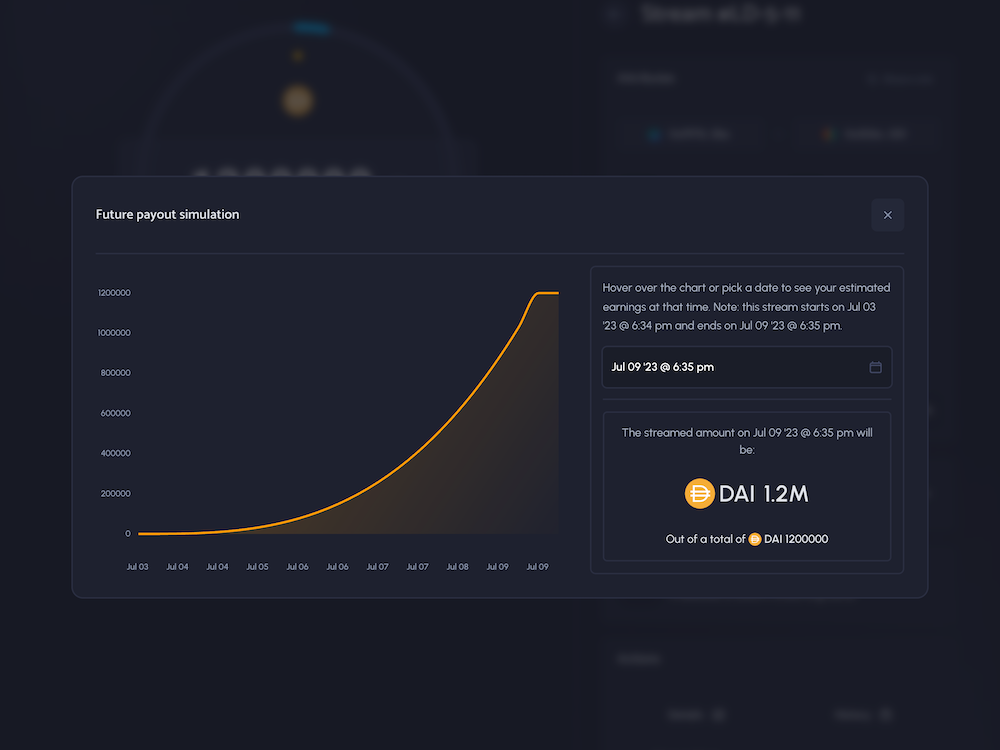 Future payout simulation
1200000
1000000
800000
600000
400000
200000
0
Jul 03 Jul 04 Jul 04 Jul 05 Jul 06 Jul 06 Jul 07 Jul 07 Jul 08 Jul 09 Jul 09
Hover over the chart or pick a date to see your estimated
earnings at that time. Note: this stream starts on Jul 03
'23 @ 6:34 pm and ends on Jul 09 '23 @ 6:35 pm.
Jul 09 '23 @ 6:35 pm
The streamed amount on Jul 09 '23 @ 6:35 pm will
be:
DAI 1.2M
Out of a total of DAI 1200000